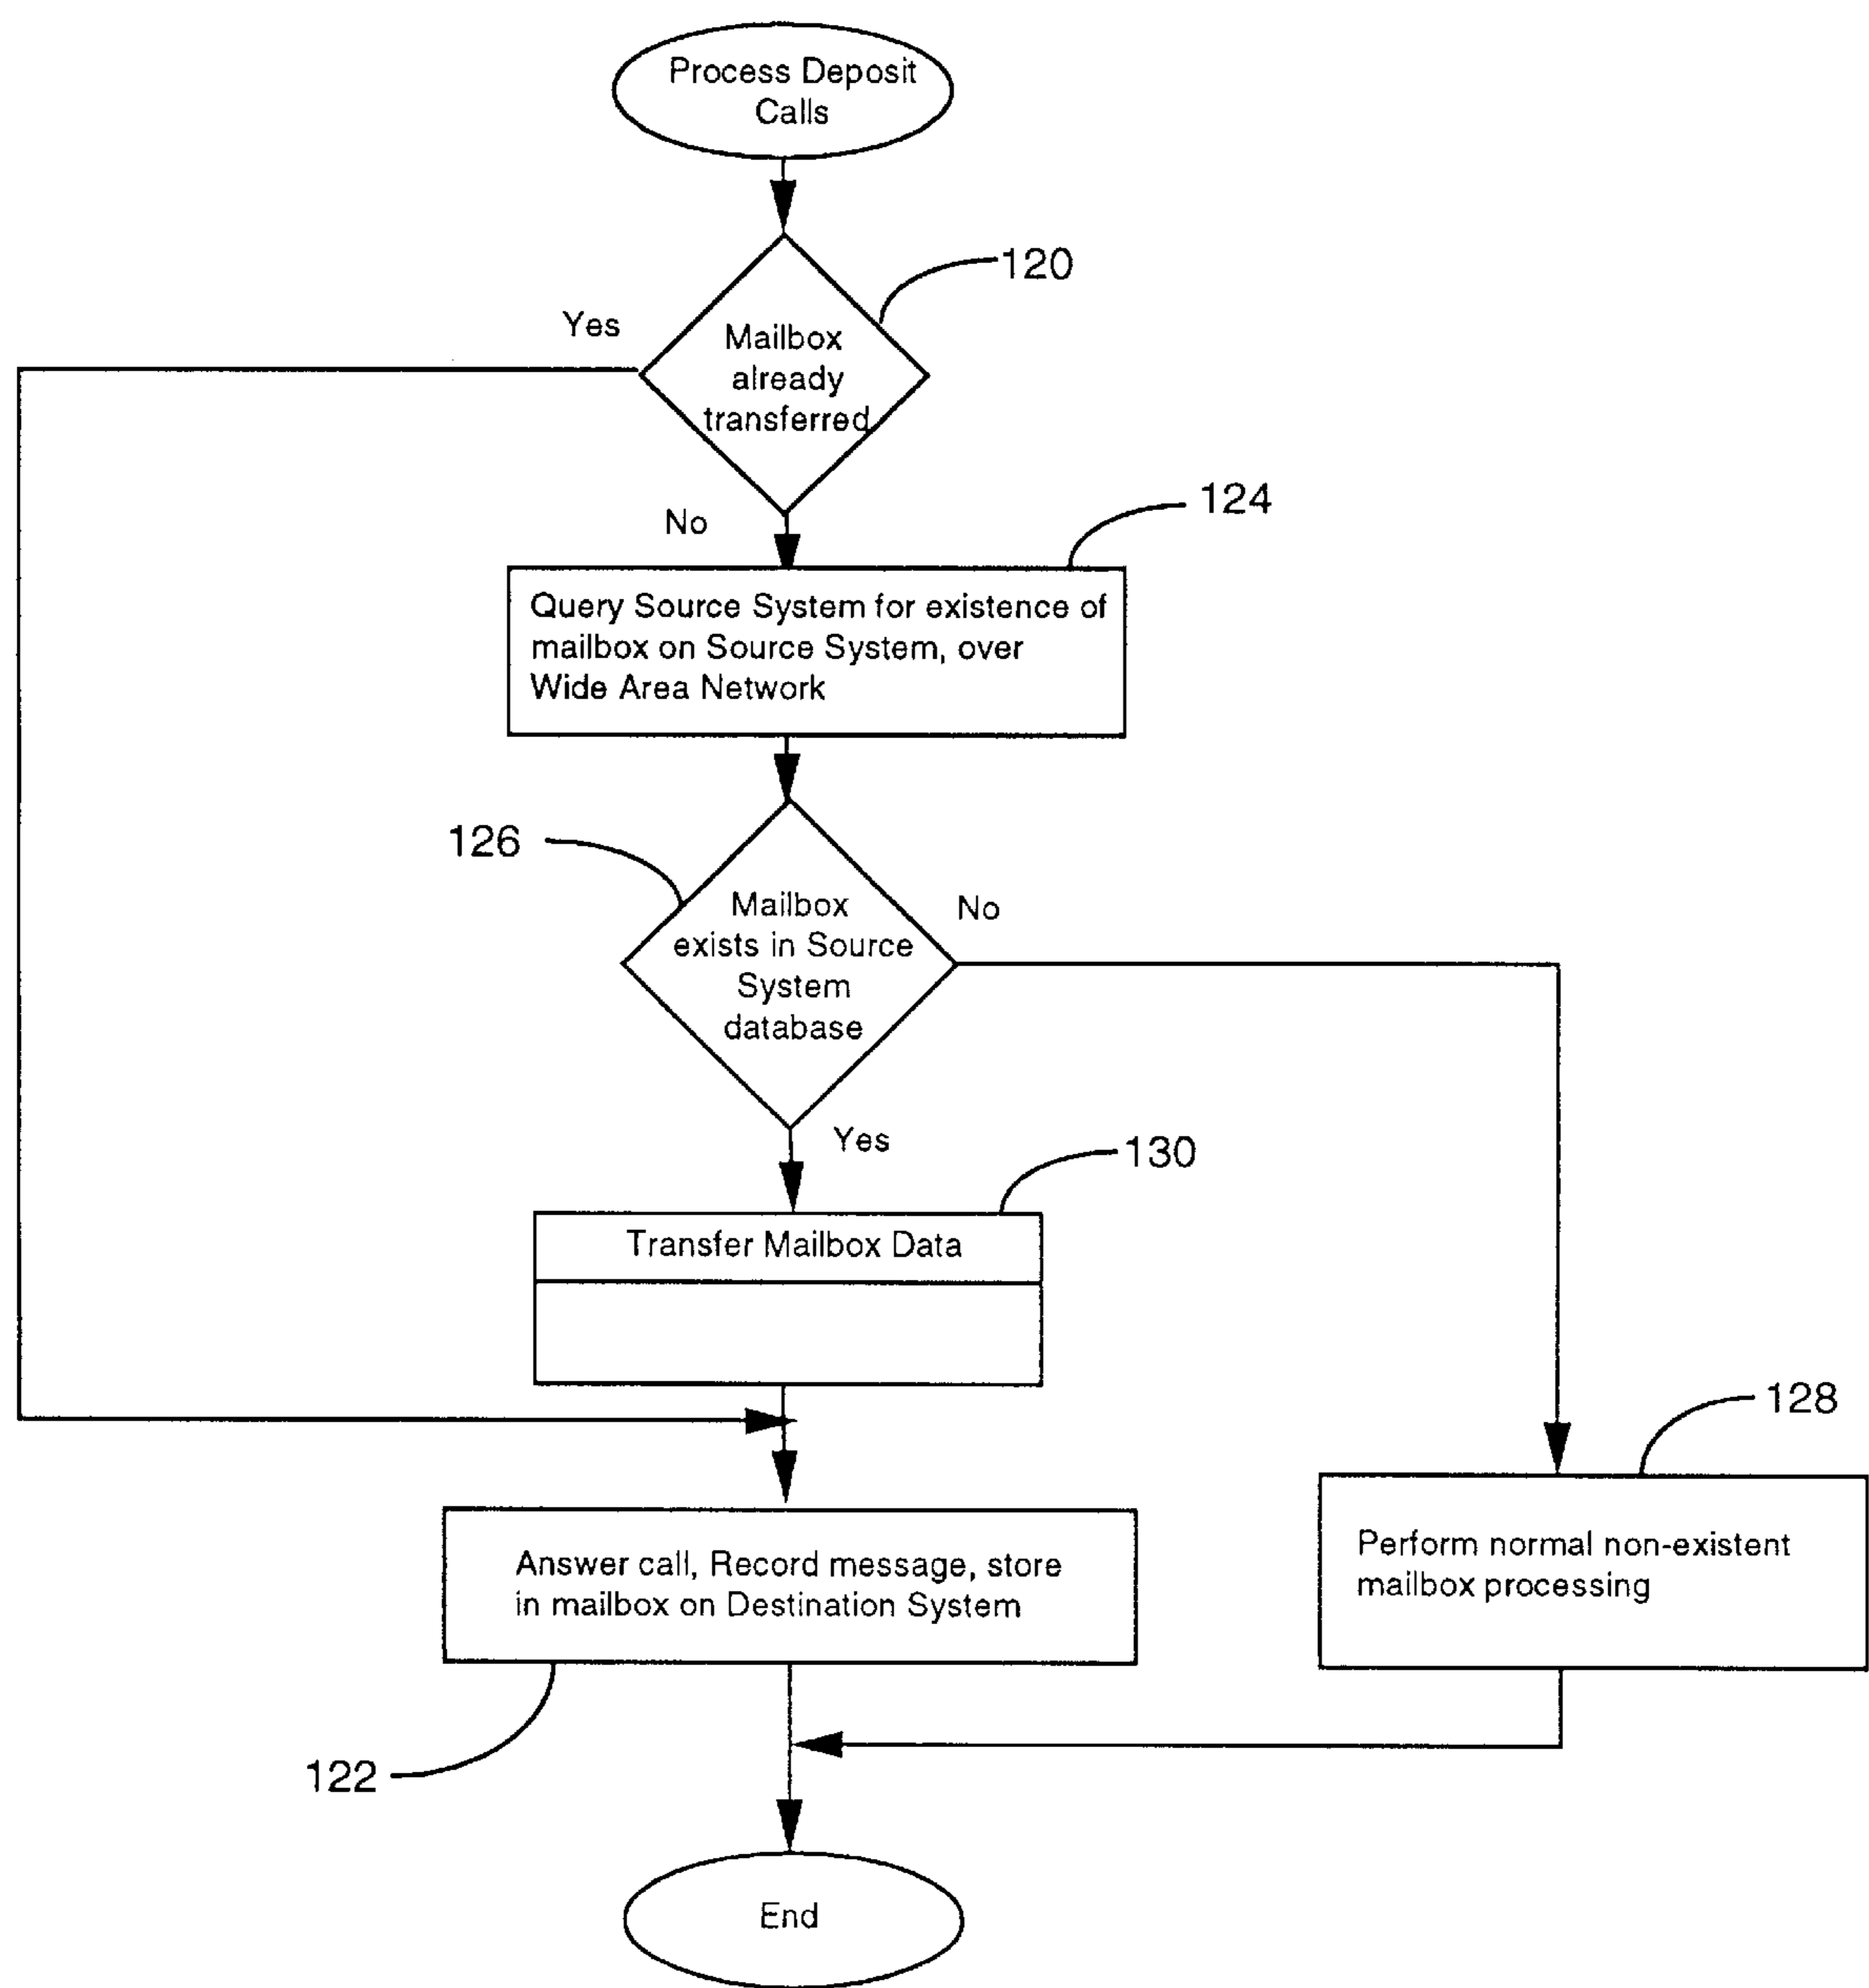 Process Deposit
Calls
120
Yes
Mailbox
already
transferred
No
124
Query Source System for existence of
mailbox on Source System, over
Wide Area Network
126
Mailbox
exists in Source
System
database
No
Yes
130
Transfer Mailbox Data
128
Answer call, Record message, store
in mailbox on Destination System
Perform normal non-existent
mailbox processing
122
End